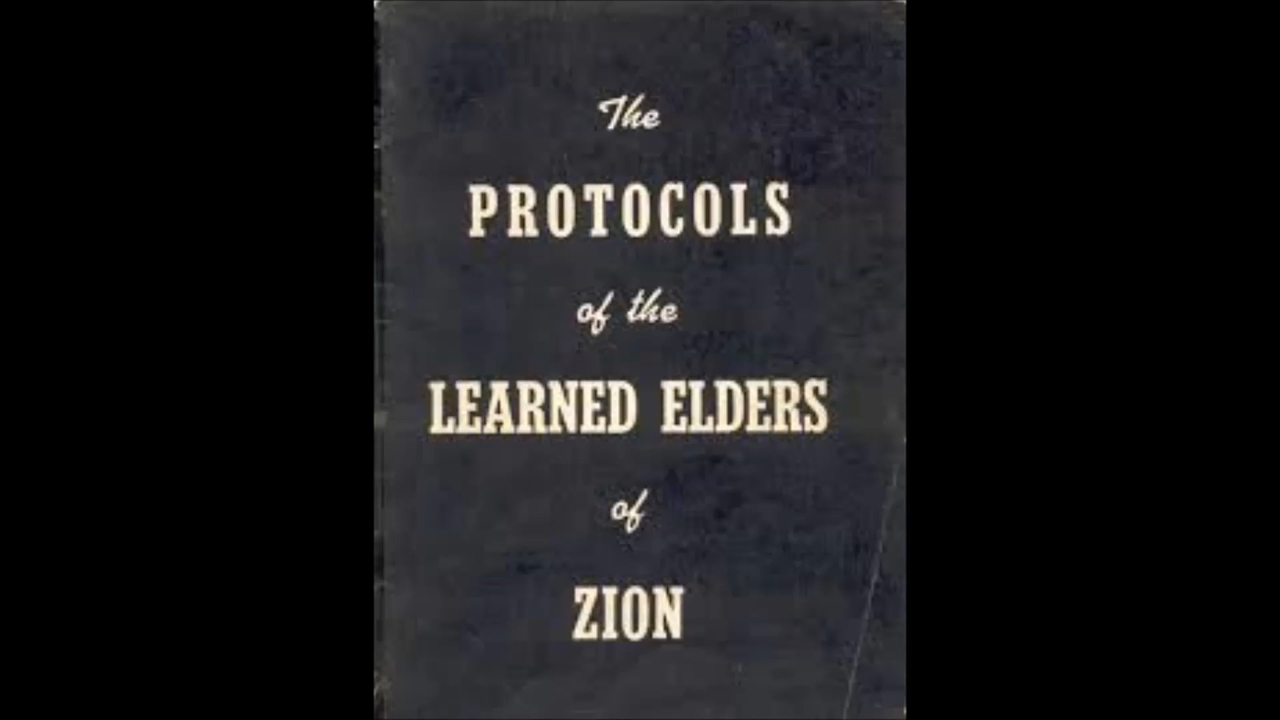 The
PROTOCOLS
of the
LEARNED ELDERS
of
ZION